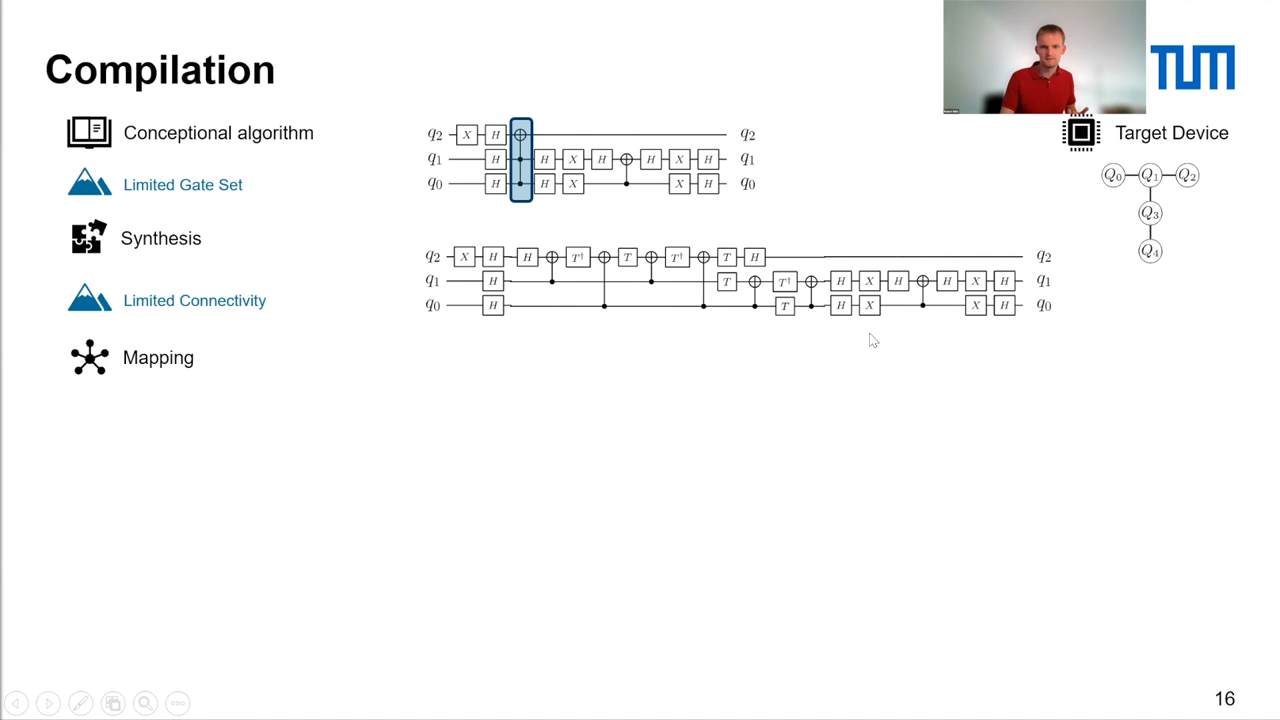 Compilation
TUM
Conceptional algorithm
Target Device
Limited Gate Set
Synthesis
Limited Connectivity
Mapping
q₂ X H q₂
q₁ H H X H H X H q₁
q₀ H H X X H q₀
Q₀ Q₁ Q₂
Q₃
Q₄
q₂ X H H T† T T† T H q₂
q₁ H T T† H X H H X H q₁
q₀ H T H X X H q₀
16